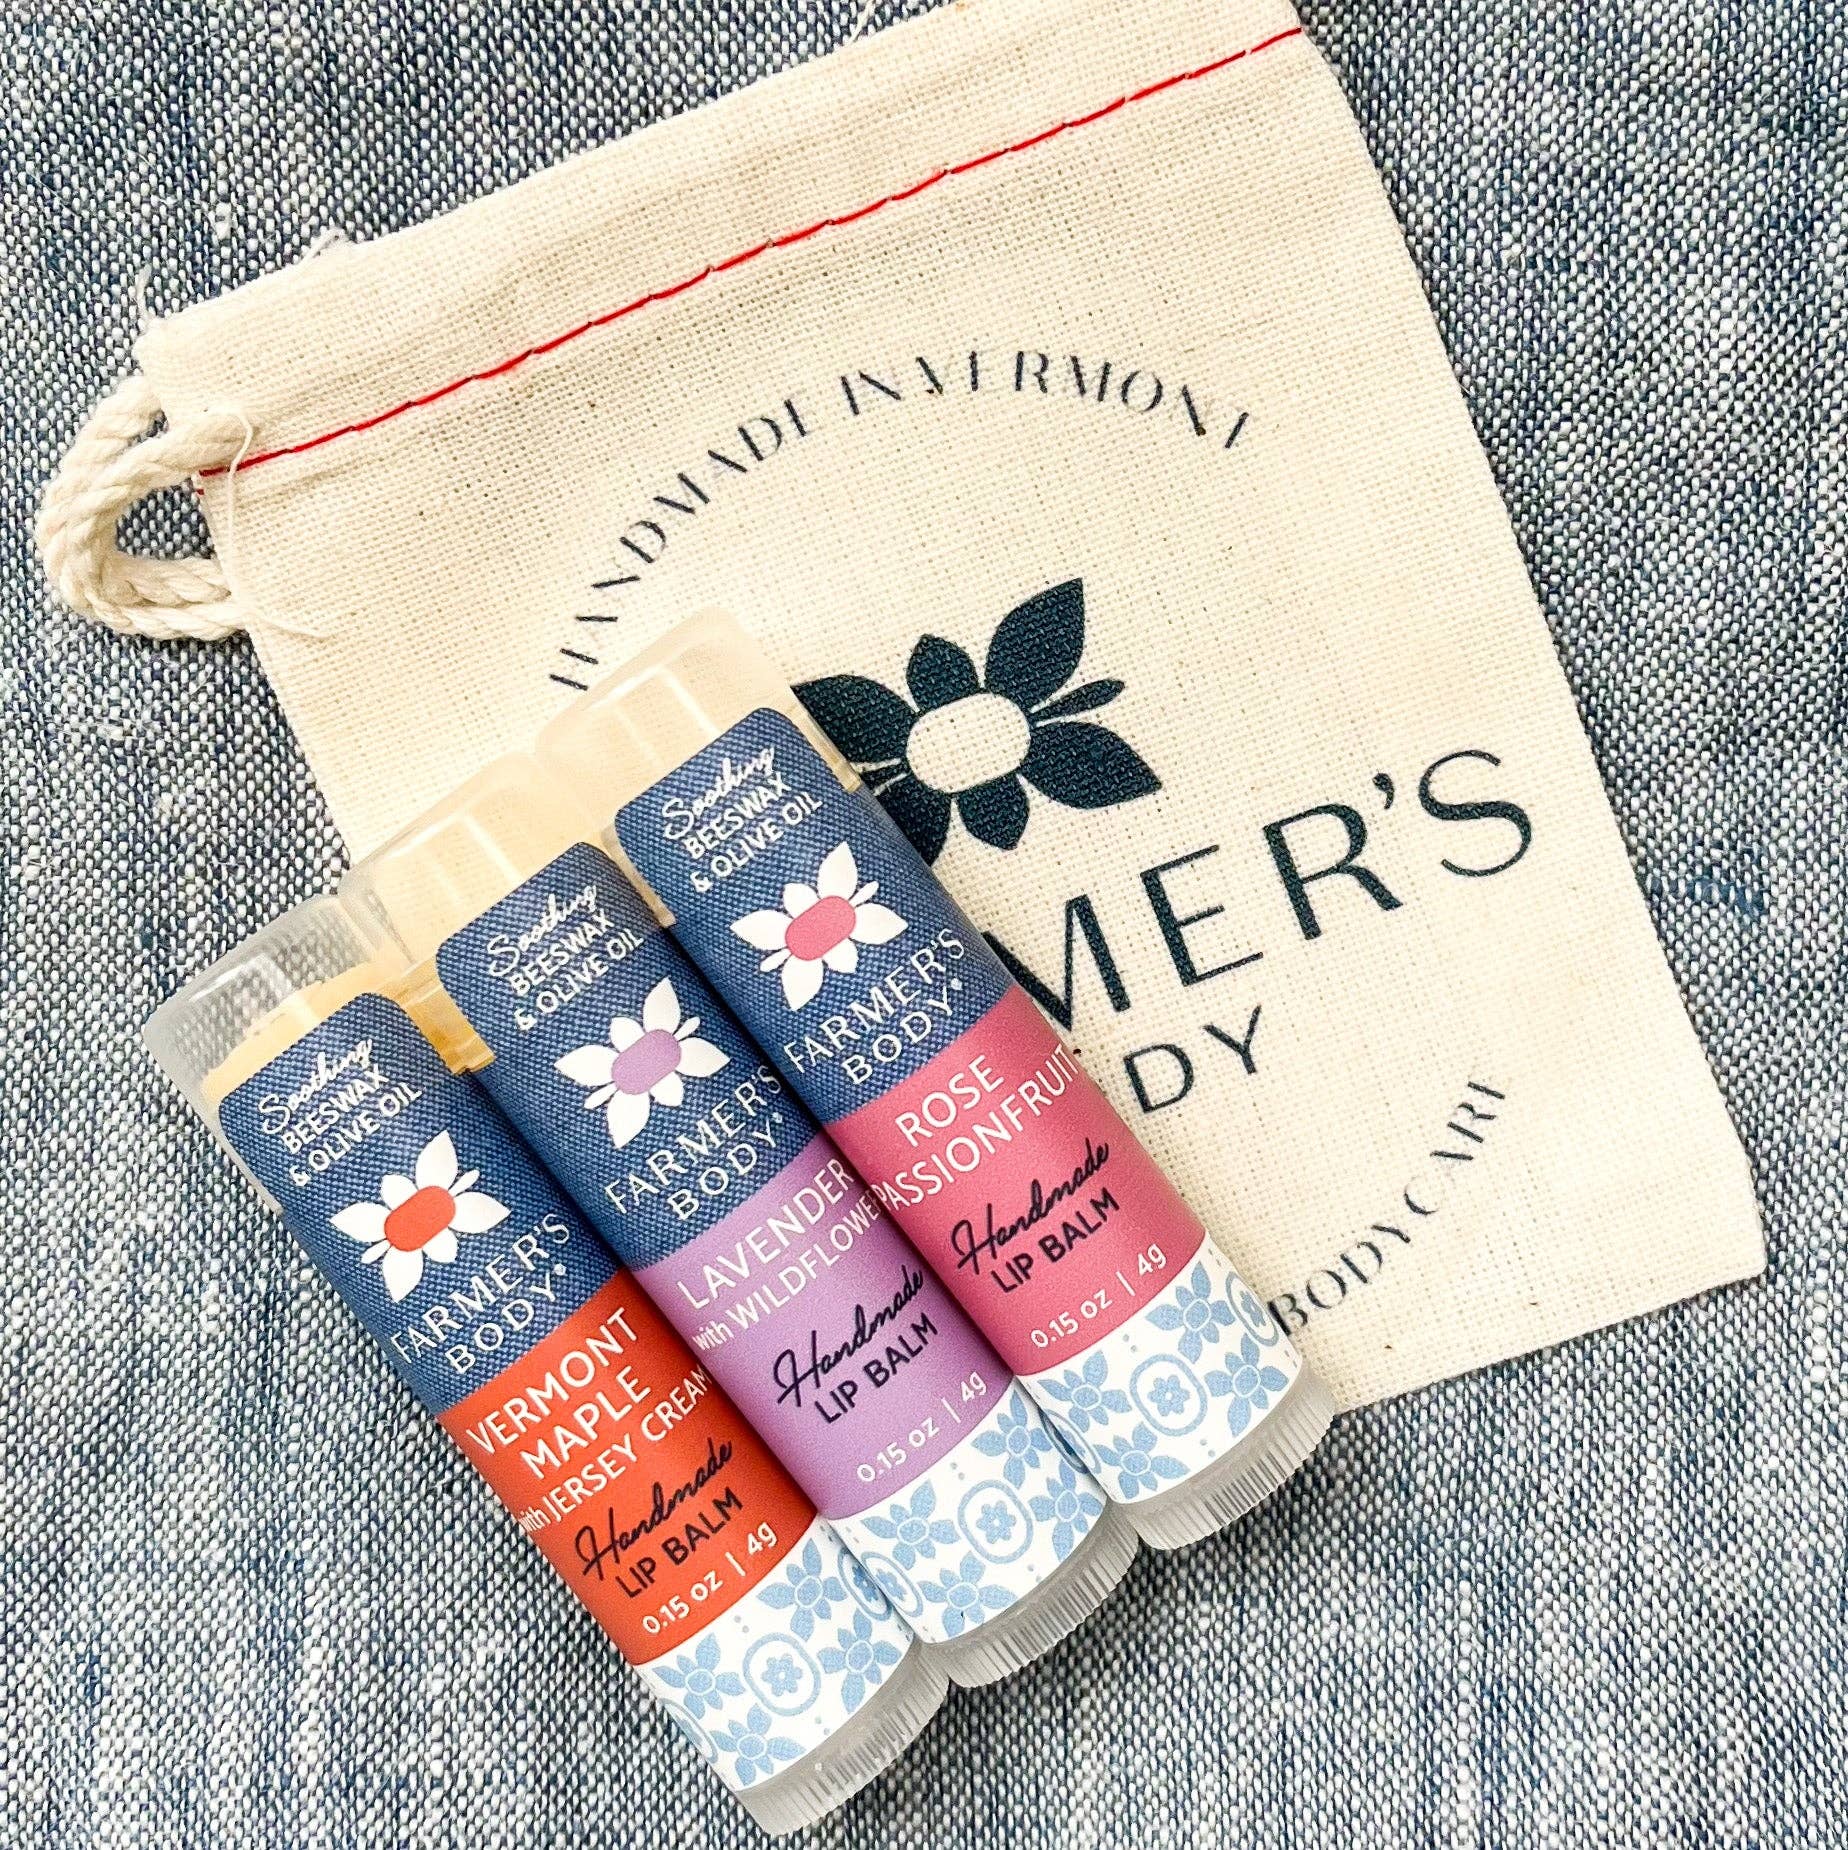 HANDMADE IN VERMONT
MER'S
DY
BODY CARE
Soothing
BEESWAX
& OLIVE OIL
FARMER'S
BODY®
VERMONT
MAPLE
with JERSEY CREAM
Handmade
LIP BALM
0.15 oz | 4g
Soothing
BEESWAX
& OLIVE OIL
FARMER'S
BODY®
LAVENDER
with WILDFLOWER
Handmade
LIP BALM
0.15 oz | 4g
Soothing
BEESWAX
& OLIVE OIL
FARMER'S
BODY®
ROSE
PASSIONFRUIT
Handmade
LIP BALM
0.15 oz | 4g